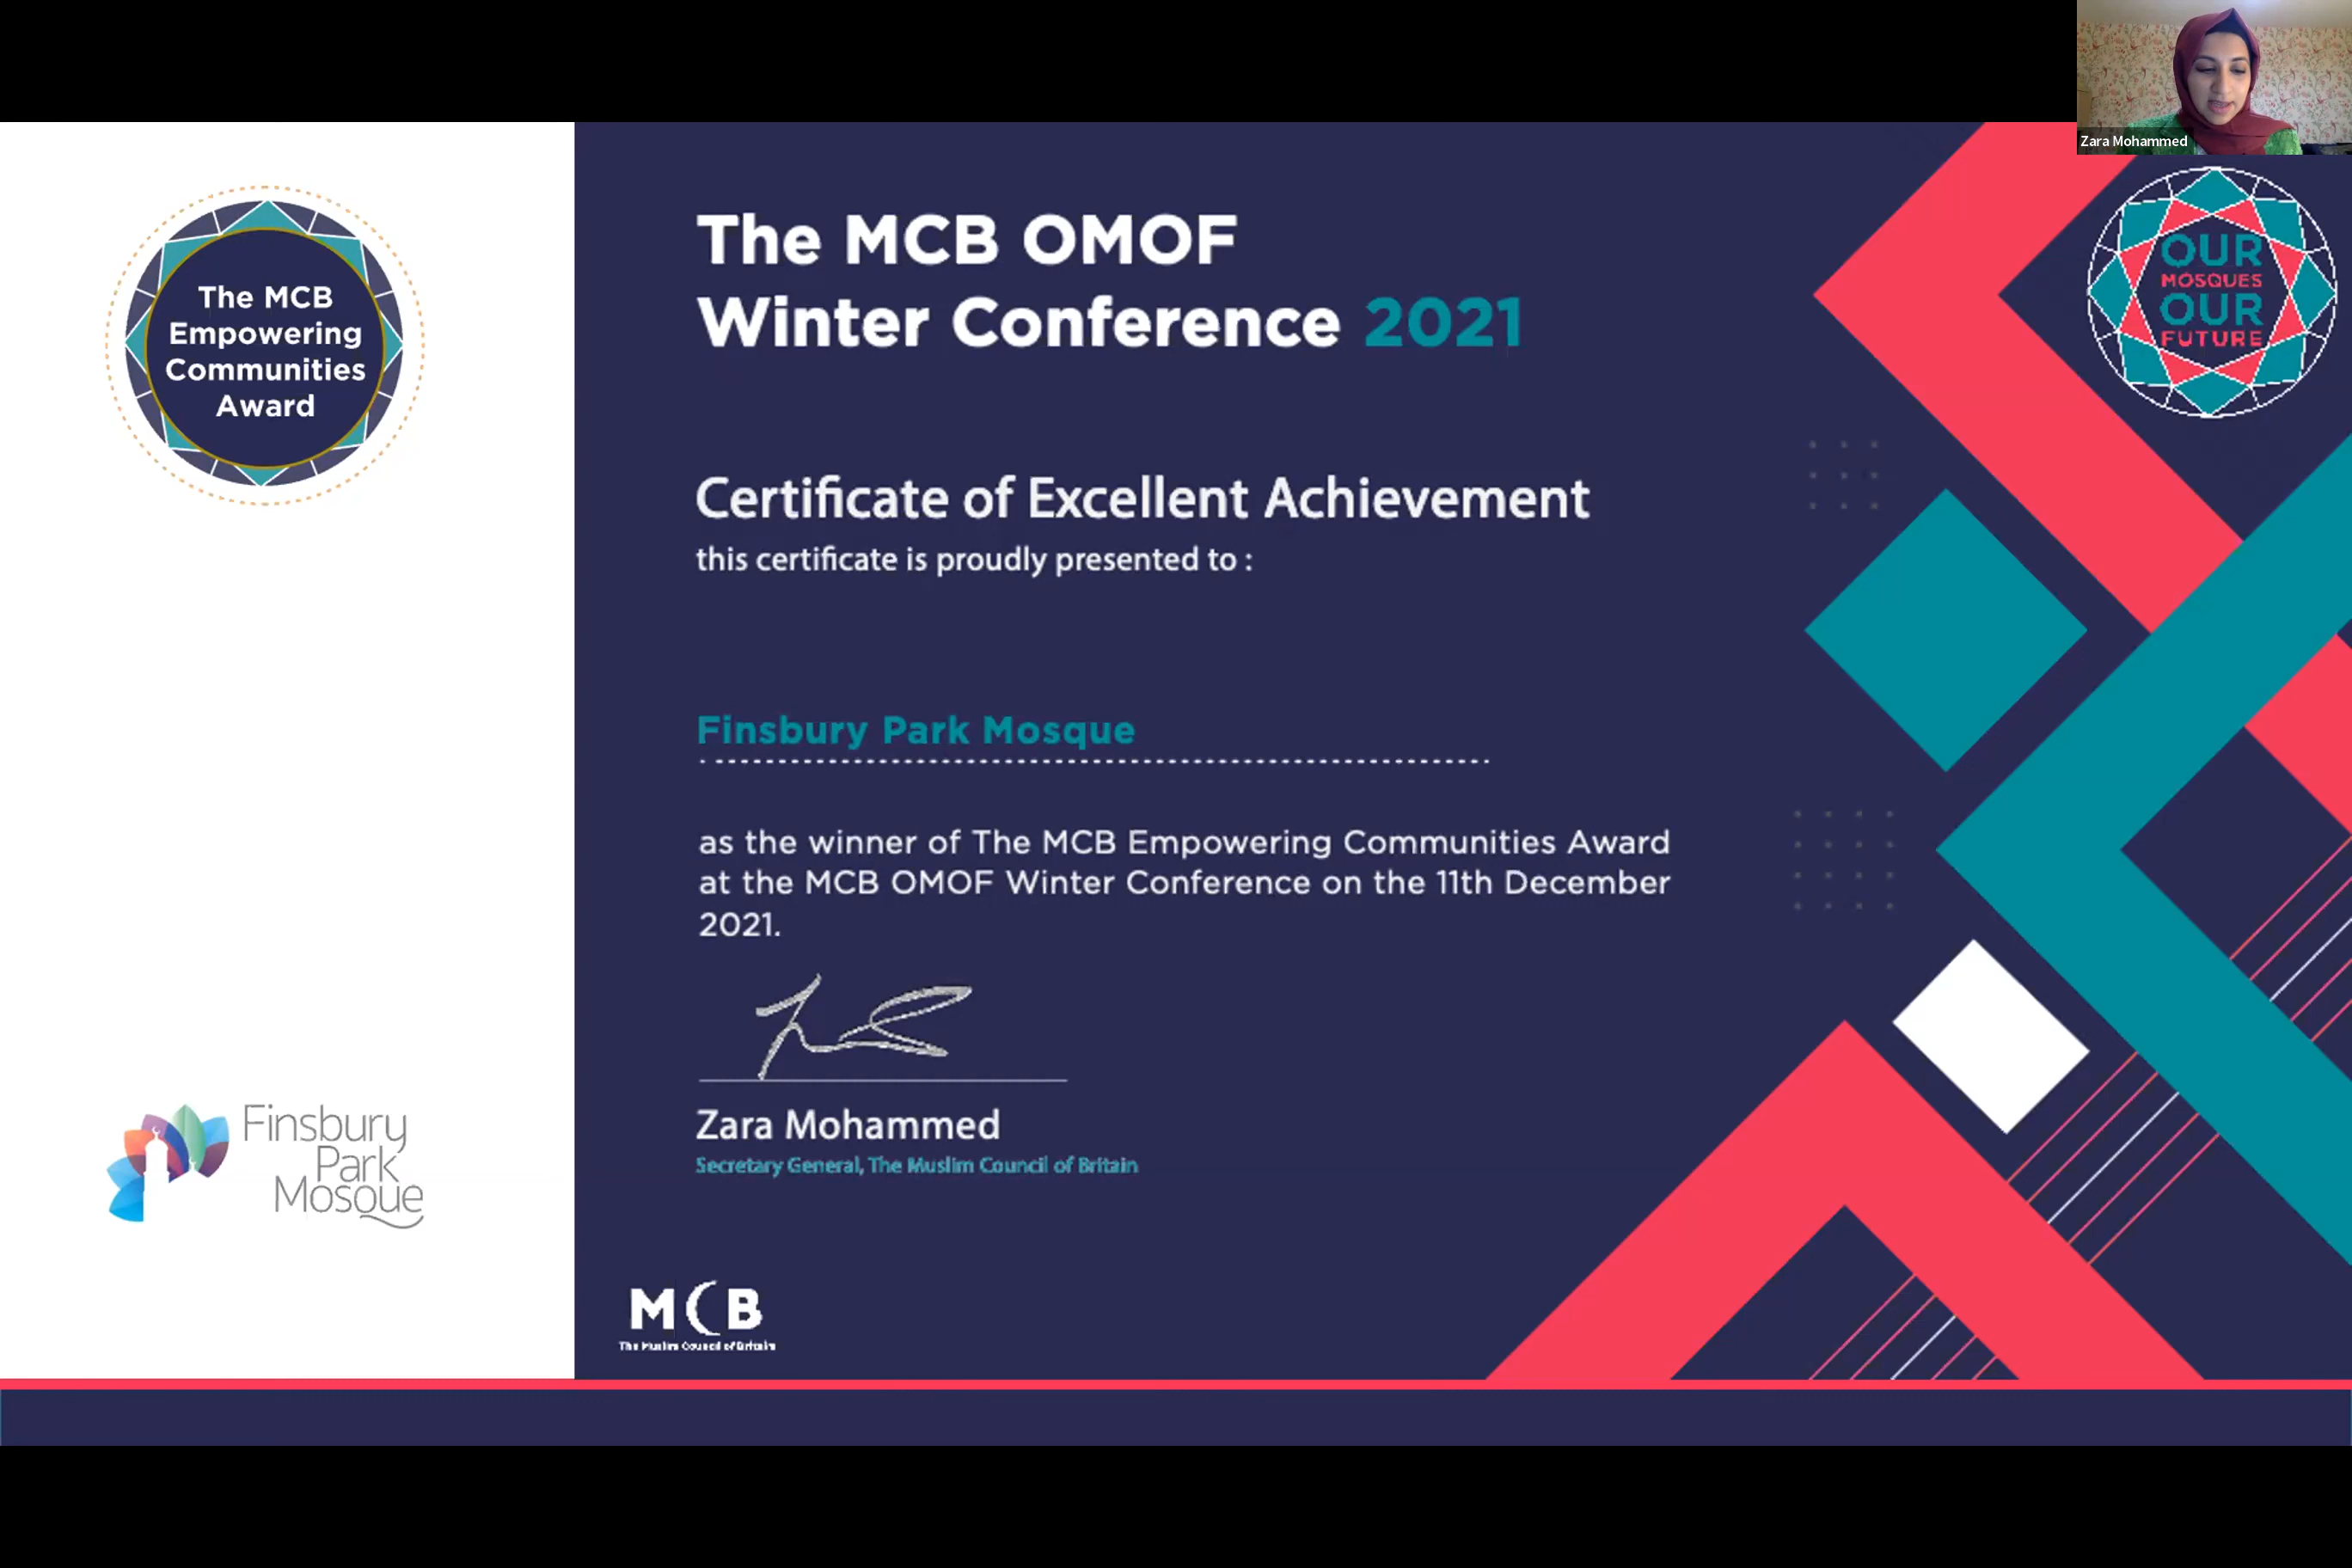 Zara Mohammed
The MCB
Empowering
Communities
Award
The MCB OMOF
Winter Conference 2021
OUR
MOSQUES
OUR
FUTURE
Certificate of Excellent Achievement
this certificate is proudly presented to :
Finsbury Park Mosque
as the winner of The MCB Empowering Communities Award
at the MCB OMOF Winter Conference on the 11th December
2021.
Zara Mohammed
Secretary General, The Muslim Council of Britain
Finsbury
Park
Mosque
MCB
The Muslim Council of Britain